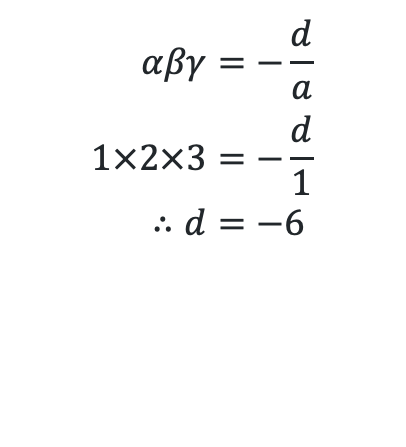 αβγ = −d/a
1×2×3 = −d/1
∴ d = −6